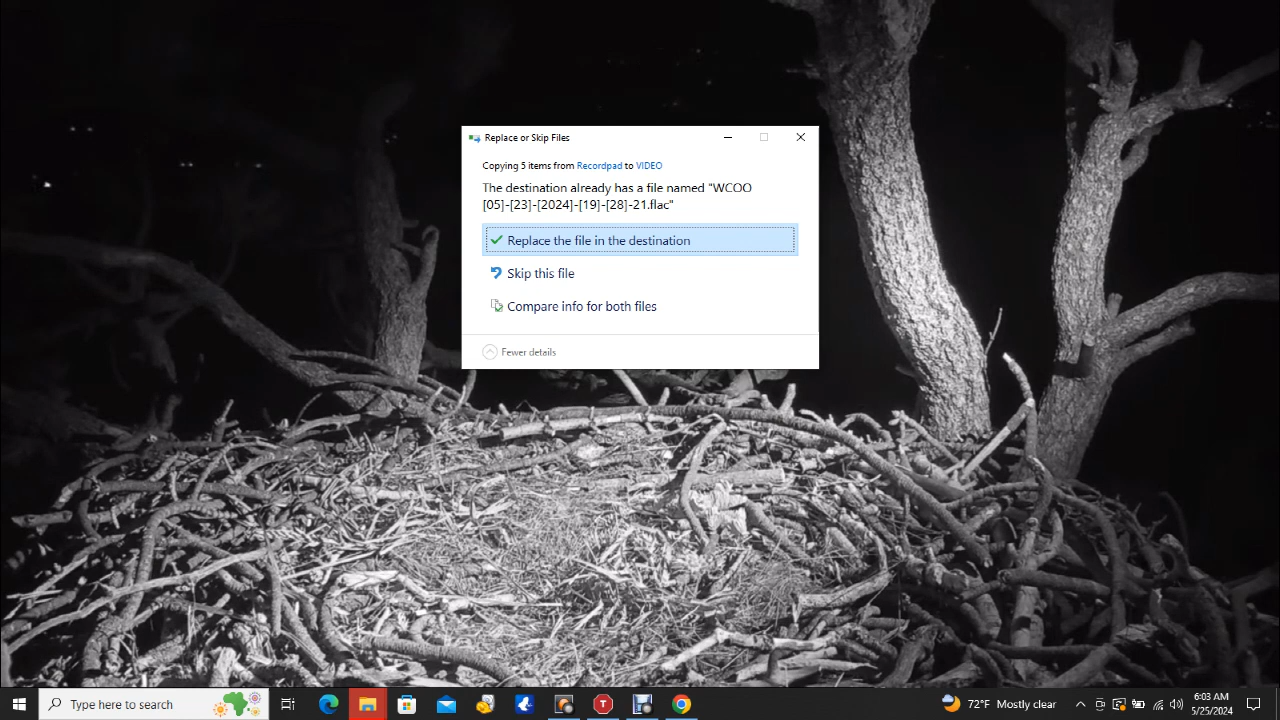 Replace or Skip Files
Copying 5 items from Recordpad to VIDEO
The destination already has a file named "WCOO
[05]-[23]-[2024]-[19]-[28]-21.flac"
Replace the file in the destination
Skip this file
Compare info for both files
Fewer details
Type here to search
T
72°F Mostly clear
6:03 AM
5/25/2024